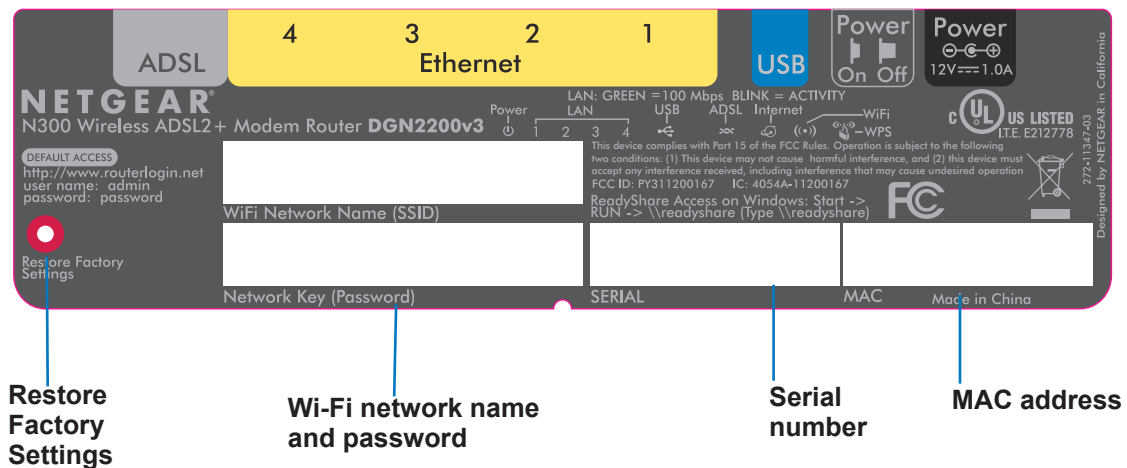 ADSL
4 3 2 1
Ethernet
USB
Power
On Off
Power
12V 1.0A
NETGEAR®
N300 Wireless ADSL2+ Modem Router DGN2200v3
LAN: GREEN =100 Mbps BLINK = ACTIVITY
Power LAN USB ADSL Internet WiFi
1 2 3 4 WPS
DEFAULT ACCESS
http://www.routerlogin.net
user name: admin
password: password
Restore Factory
Settings
WiFi Network Name (SSID)
Network Key (Password)
This device complies with Part 15 of the FCC Rules. Operation is subject to the following
two conditions: (1) This device may not cause harmful interference, and (2) this device must
accept any interference received, including interference that may cause undesired operation
FCC ID: PY311200167 IC: 4054A-11200167
ReadyShare Access on Windows: Start ->
RUN -> \\readyshare (Type \\readyshare)
FC
c UL US LISTED
I.T.E. E212778
272-11347-03
Designed by NETGEAR in California
SERIAL
MAC
Made in China
Restore
Factory
Settings
Wi-Fi network name
and password
Serial
number
MAC address